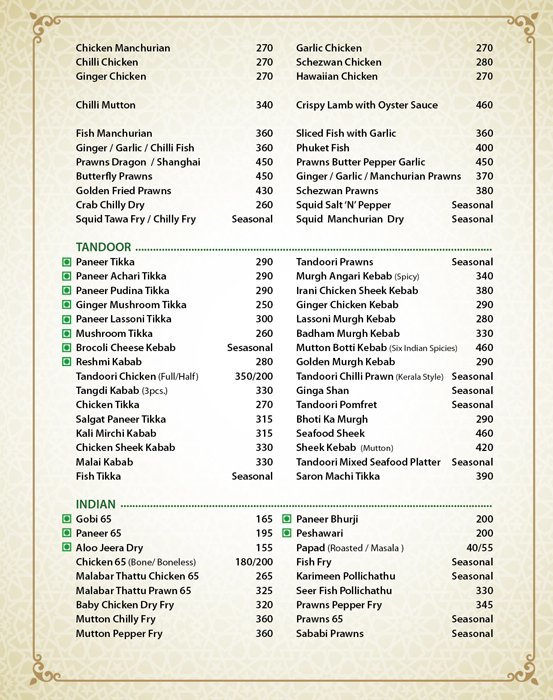 Chicken Manchurian 270
Chilli Chicken 270
Ginger Chicken 270
Chilli Mutton 340
Fish Manchurian 360
Ginger / Garlic / Chilli Fish 360
Prawns Dragon / Shanghai 450
Butterfly Prawns 450
Golden Fried Prawns 430
Crab Chilly Dry 260
Squid Tawa Fry / Chilly Fry Seasonal
Garlic Chicken 270
Schezwan Chicken 280
Hawaiian Chicken 270
Crispy Lamb with Oyster Sauce 460
Sliced Fish with Garlic 360
Phuket Fish 400
Prawns Butter Pepper Garlic 450
Ginger / Garlic / Manchurian Prawns 370
Schezwan Prawns 380
Squid Salt ‘N’ Pepper Seasonal
Squid Manchurian Dry Seasonal
TANDOOR
Paneer Tikka 290
Paneer Achari Tikka 290
Paneer Pudina Tikka 290
Ginger Mushroom Tikka 250
Paneer Lassoni Tikka 300
Mushroom Tikka 260
Brocoli Cheese Kebab Sesasonal
Reshmi Kabab 280
Tandoori Chicken (Full/Half) 350/200
Tangdi Kabab (3pcs.) 330
Chicken Tikka 270
Salgat Paneer Tikka 315
Kali Mirchi Kabab 315
Chicken Sheek Kabab 330
Malai Kabab 330
Fish Tikka Seasonal
Tandoori Prawns Seasonal
Murgh Angari Kebab (Spicy) 340
Irani Chicken Sheek Kebab 380
Ginger Chicken Kebab 290
Lassoni Murgh Kebab 280
Badham Murgh Kebab 330
Mutton Botti Kebab (Six Indian Spicies) 460
Golden Murgh Kebab 290
Tandoori Chilli Prawn (Kerala Style) Seasonal
Ginga Shan Seasonal
Tandoori Pomfret Seasonal
Bhoti Ka Murgh 290
Seafood Sheek 460
Sheek Kebab (Mutton) 420
Tandoori Mixed Seafood Platter Seasonal
Saron Machi Tikka 390
INDIAN
Gobi 65 165
Paneer 65 195
Aloo Jeera Dry 155
Chicken 65 (Bone/ Boneless) 180/200
Malabar Thattu Chicken 65 265
Malabar Thattu Prawn 65 325
Baby Chicken Dry Fry 320
Mutton Chilly Fry 360
Mutton Pepper Fry 360
Paneer Bhurji 200
Peshawari 200
Papad (Roasted / Masala ) 40/55
Fish Fry Seasonal
Karimeen Pollichathu Seasonal
Seer Fish Pollichathu 330
Prawns Pepper Fry 345
Prawns 65 Seasonal
Sababi Prawns Seasonal